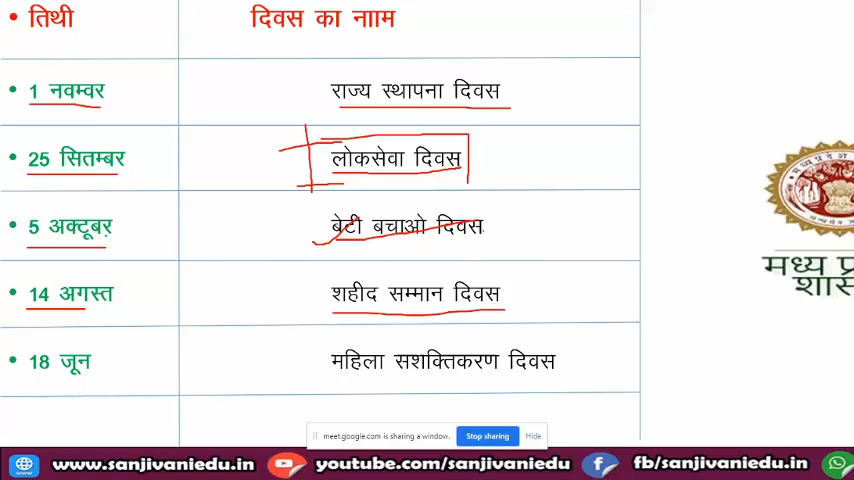 तिथी दिवस का नााम
1 नवम्वर राज्य स्थापना दिवस
25 सितम्बर लोकसेवा दिवस
5 अक्टूबर बेटी बचाओ दिवस
14 अगस्त शहीद सम्मान दिवस
18 जून महिला सशक्तिकरण दिवस
मध्य प्र
शास
meet.google.com is sharing a window. Stop sharing Hide
www.sanjivaniedu.in youtube.com/sanjivaniedu fb/sanjivaniedu.in